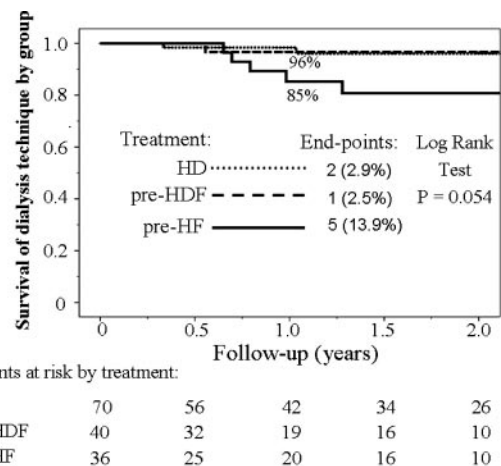 Survival of dialysis technique by group
1.0
0.8
0.6
0.4
0.2
0
96%
85%
Treatment: End-points: Log Rank
HD 2 (2.9%) Test
pre-HDF 1 (2.5%) P = 0.054
pre-HF 5 (13.9%)
0 0.5 1.0 1.5 2.0
Follow-up (years)
nts at risk by treatment:
70 56 42 34 26
HDF 40 32 19 16 10
HF 36 25 20 16 10